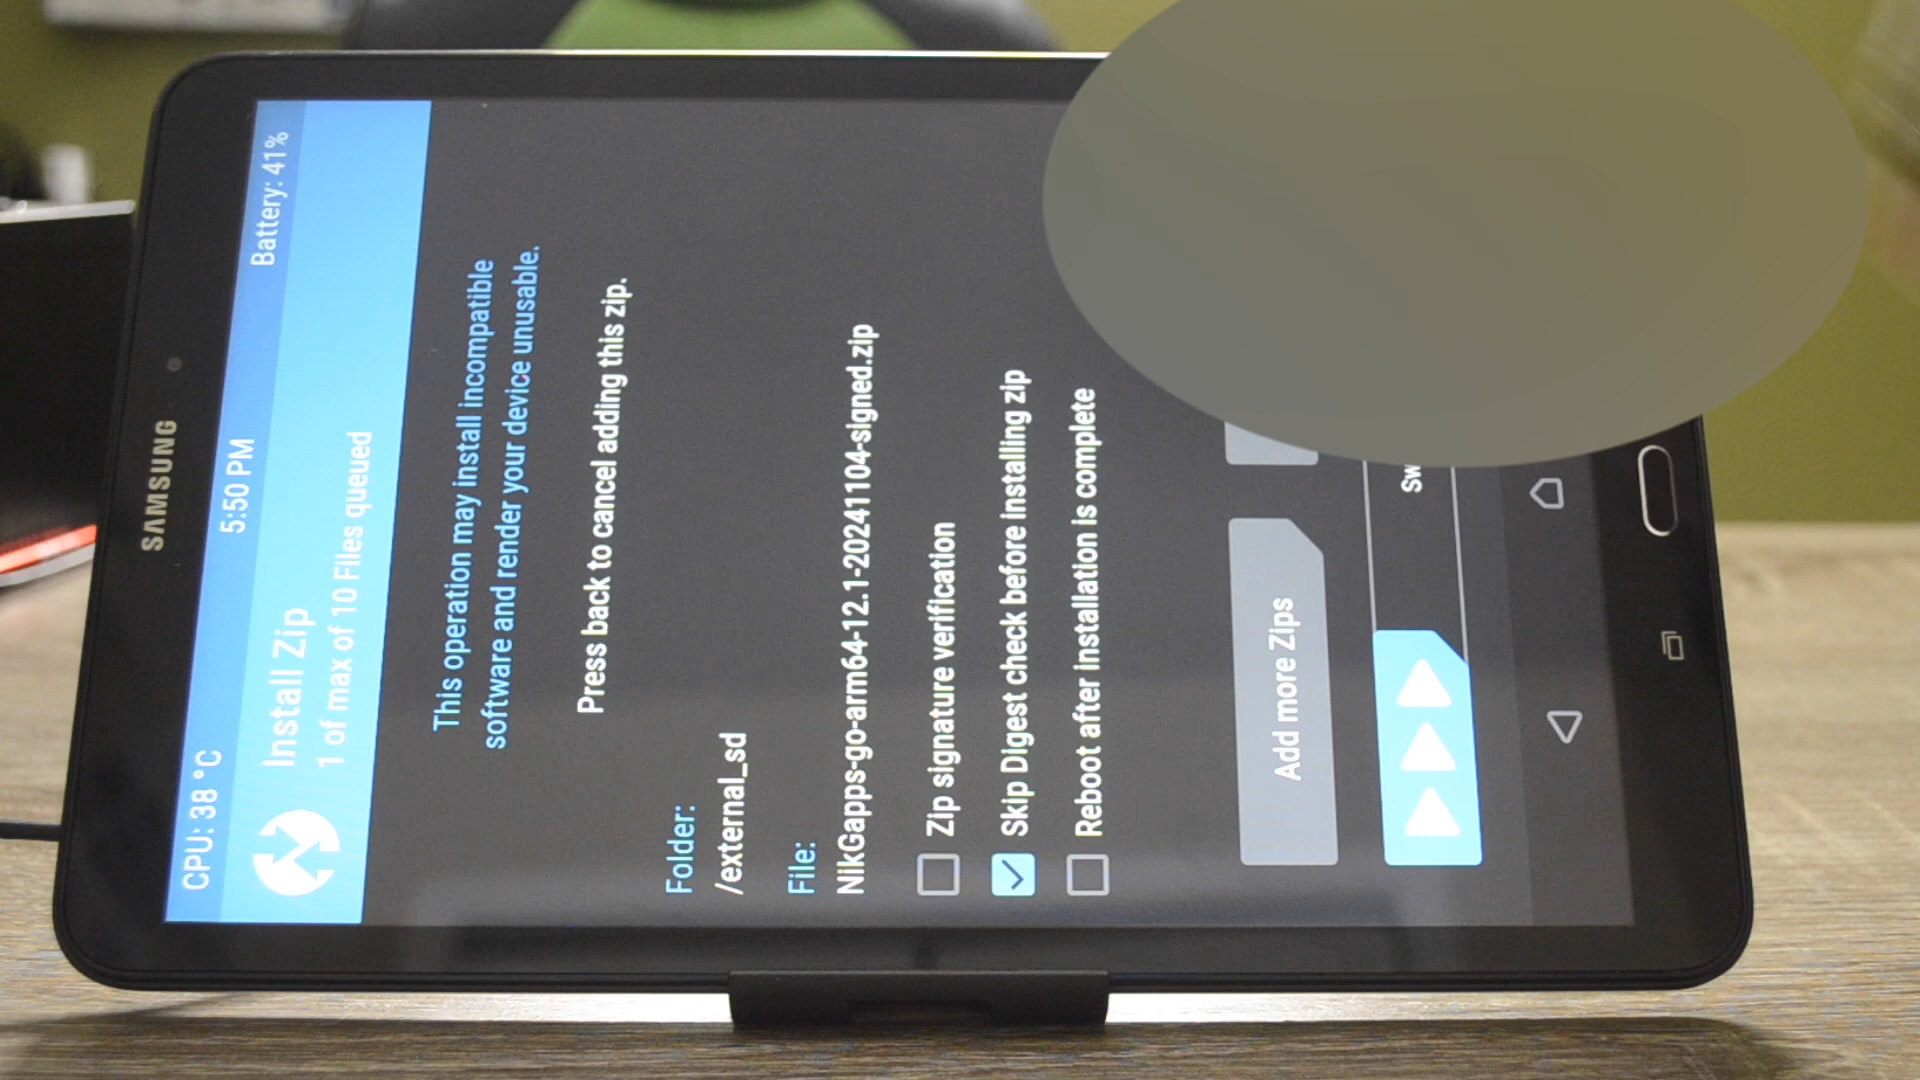 SAMSUNG
CPU: 38 °C
5:50 PM
Battery: 41%
Install Zip
1 of max of 10 Files queued
This operation may install incompatible
software and render your device unusable.
Press back to cancel adding this zip.
Folder:
/external_sd
File:
NikGapps-go-arm64-12.1-20241104-signed.zip
Zip signature verification
Skip Digest check before installing zip
Reboot after installation is complete
Add more Zips